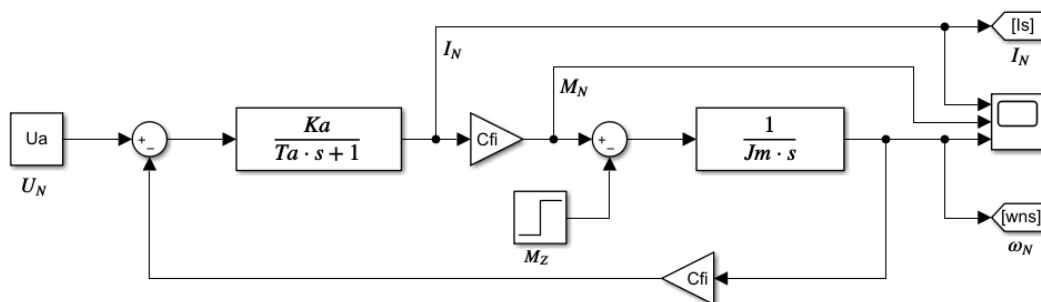 [Is]
I_N
I_N
M_N
Ua
+
−
Ka
Ta · s + 1
Cfi
+
−
1
Jm · s
U_N
M_Z
[wns]
ω_N
Cfi